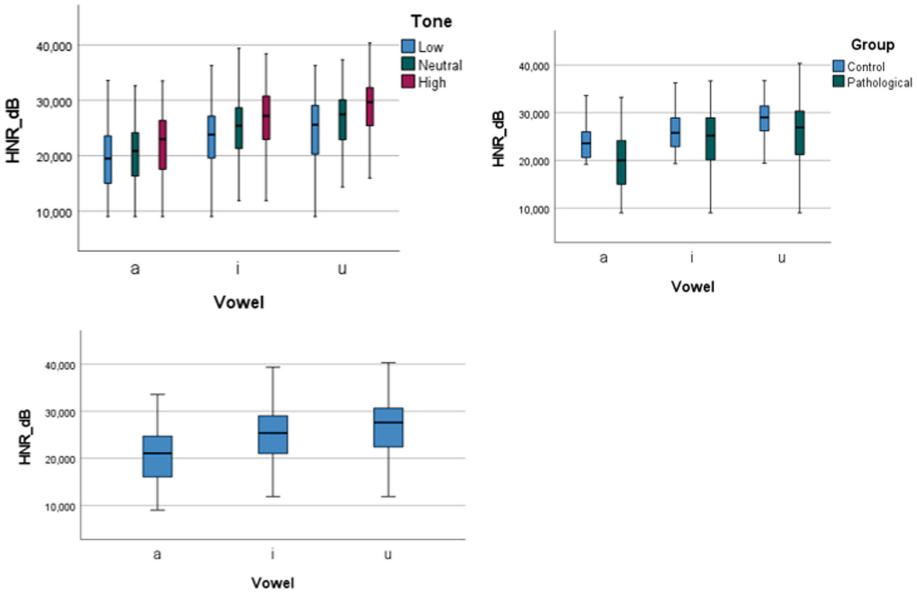 Tone
Low
Neutral
High
HNR_dB
40,000
30,000
20,000
10,000
a i u
Vowel
Group
Control
Pathological
HNR_dB
40,000
30,000
20,000
10,000
a i u
Vowel
HNR_dB
40,000
30,000
20,000
10,000
a i u
Vowel